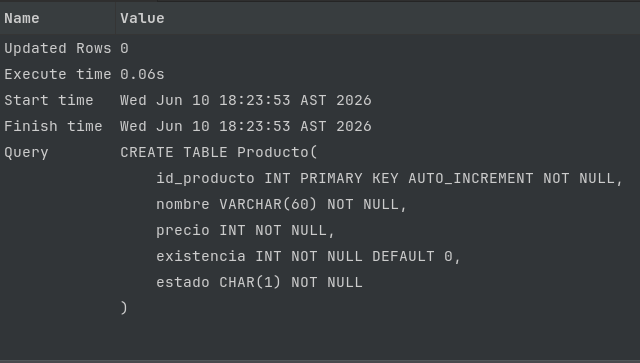 Name Value
Updated Rows 0
Execute time 0.06s
Start time Wed Jun 10 18:23:53 AST 2026
Finish time Wed Jun 10 18:23:53 AST 2026
Query CREATE TABLE Producto(
id_producto INT PRIMARY KEY AUTO_INCREMENT NOT NULL,
nombre VARCHAR(60) NOT NULL,
precio INT NOT NULL,
existencia INT NOT NULL DEFAULT 0,
estado CHAR(1) NOT NULL
)